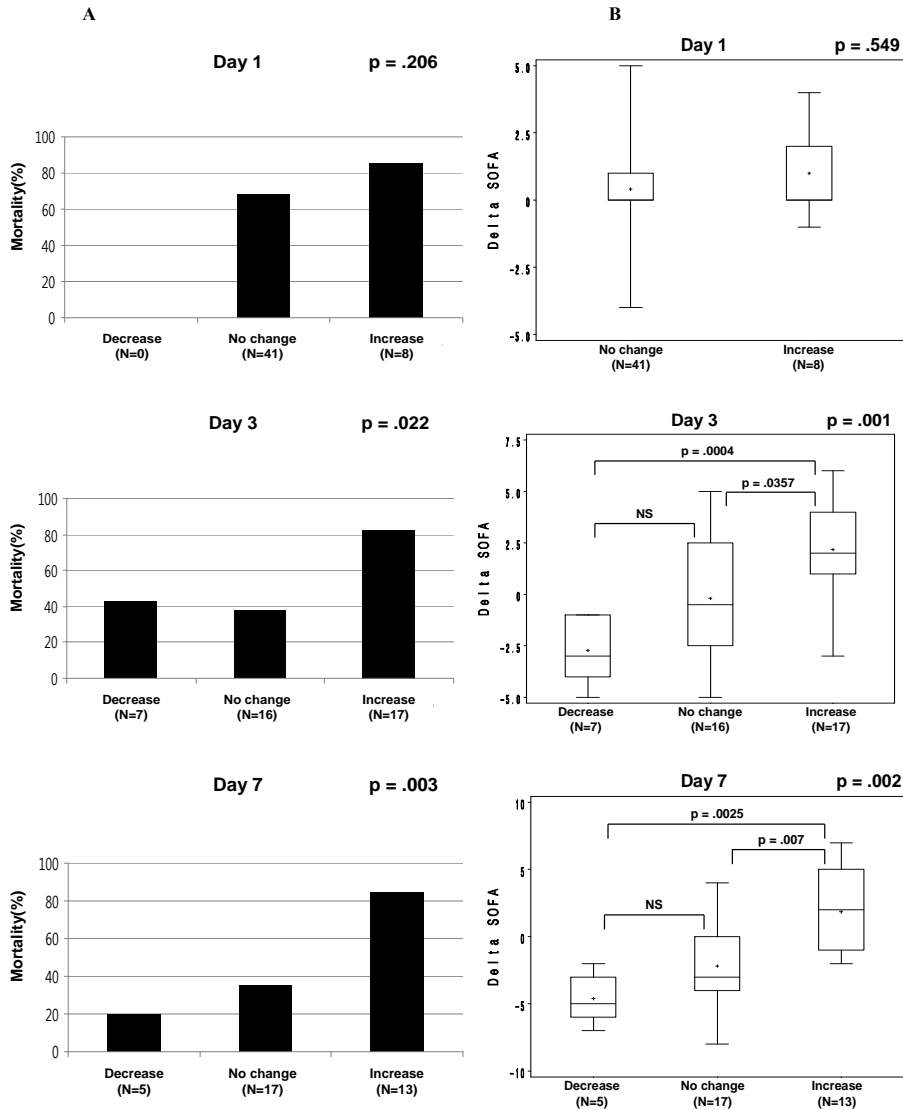 A
B
Day 1 p = .206
Mortality(%)
100
80
60
40
20
0
Decrease No change Increase
(N=0) (N=41) (N=8)
Day 1 p = .549
Delta SOFA
5.0
2.5
0
-2.5
-5.0
No change Increase
(N=41) (N=8)
Day 3 p = .022
Mortality(%)
100
80
60
40
20
0
Decrease No change Increase
(N=7) (N=16) (N=17)
Day 3 p = .001
Delta SOFA
7.5
5.0
2.5
0
-2.5
-5.0
p = .0004
p = .0357
NS
Decrease No change Increase
(N=7) (N=16) (N=17)
Day 7 p = .003
Mortality(%)
100
80
60
40
20
0
Decrease No change Increase
(N=5) (N=17) (N=13)
Day 7 p = .002
Delta SOFA
10
5
0
-5
-10
p = .0025
p = .007
NS
Decrease No change Increase
(N=5) (N=17) (N=13)